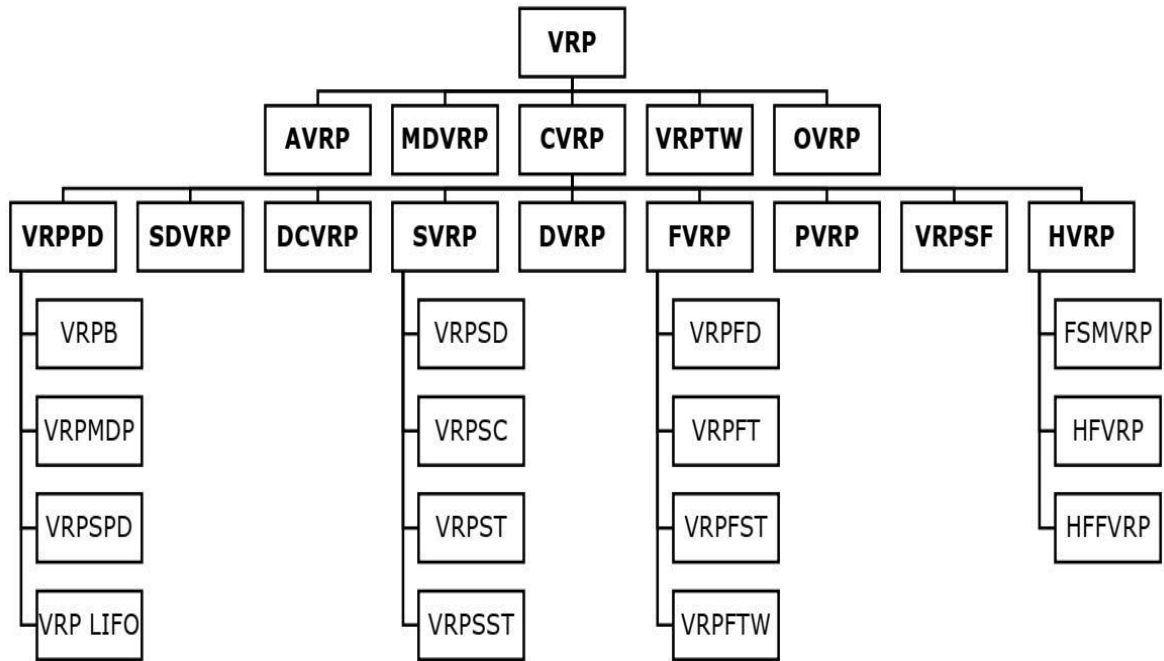 VRP
AVRP MDVRP CVRP VRPTW OVRP
VRPPD SDVRP DCVRP SVRP DVRP FVRP PVRP VRPSF HVRP
VRPB VRPSD VRPFD FSMVRP
VRPMDP VRPSC VRPFT HFVRP
VRPSPD VRPST VRPFST HFFVRP
VRP LIFO VRPSST VRPFTW